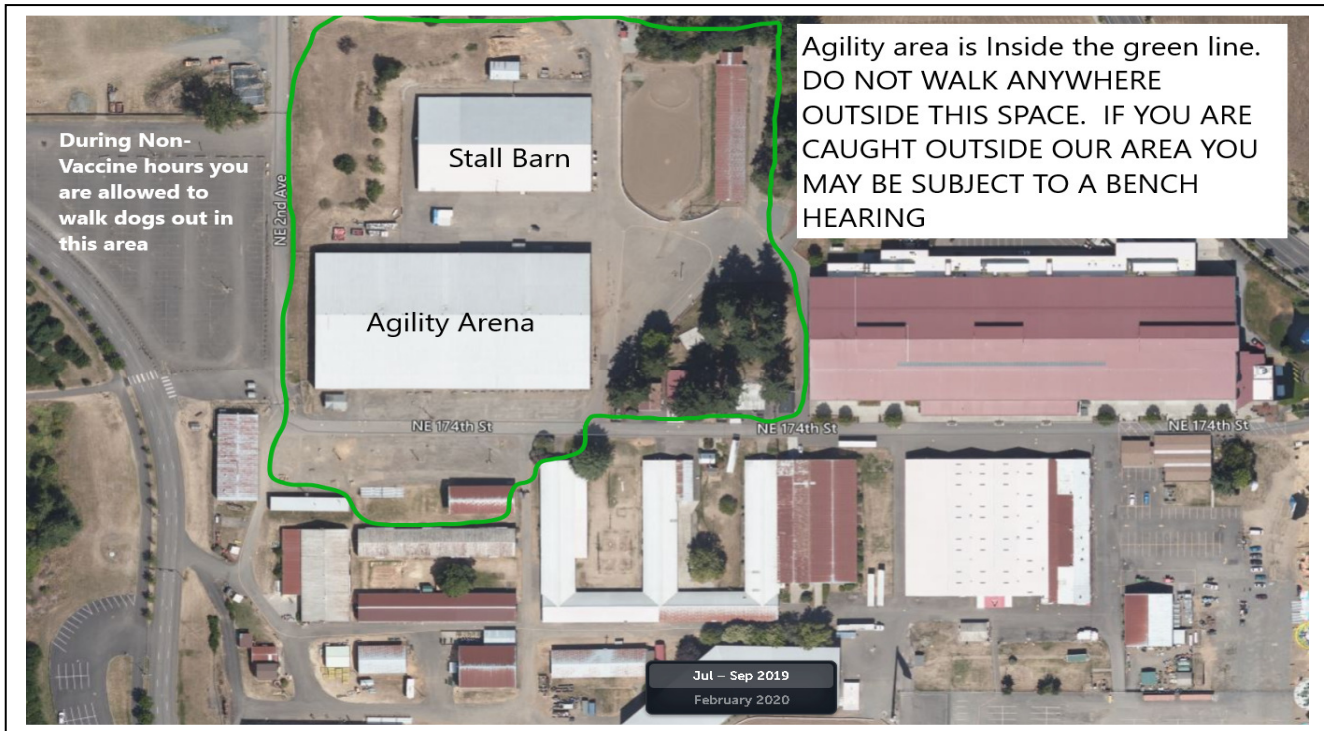 Agility area is Inside the green line.
DO NOT WALK ANYWHERE
OUTSIDE THIS SPACE.  IF YOU ARE
CAUGHT OUTSIDE OUR AREA YOU
MAY BE SUBJECT TO A BENCH
HEARING
During Non-
Vaccine hours you
are allowed to
walk dogs out in
this area
Stall Barn
NE 2nd Ave
Agility Arena
NE 174th St
NE 174th St
NE 174th St
Jul – Sep 2019
February 2020